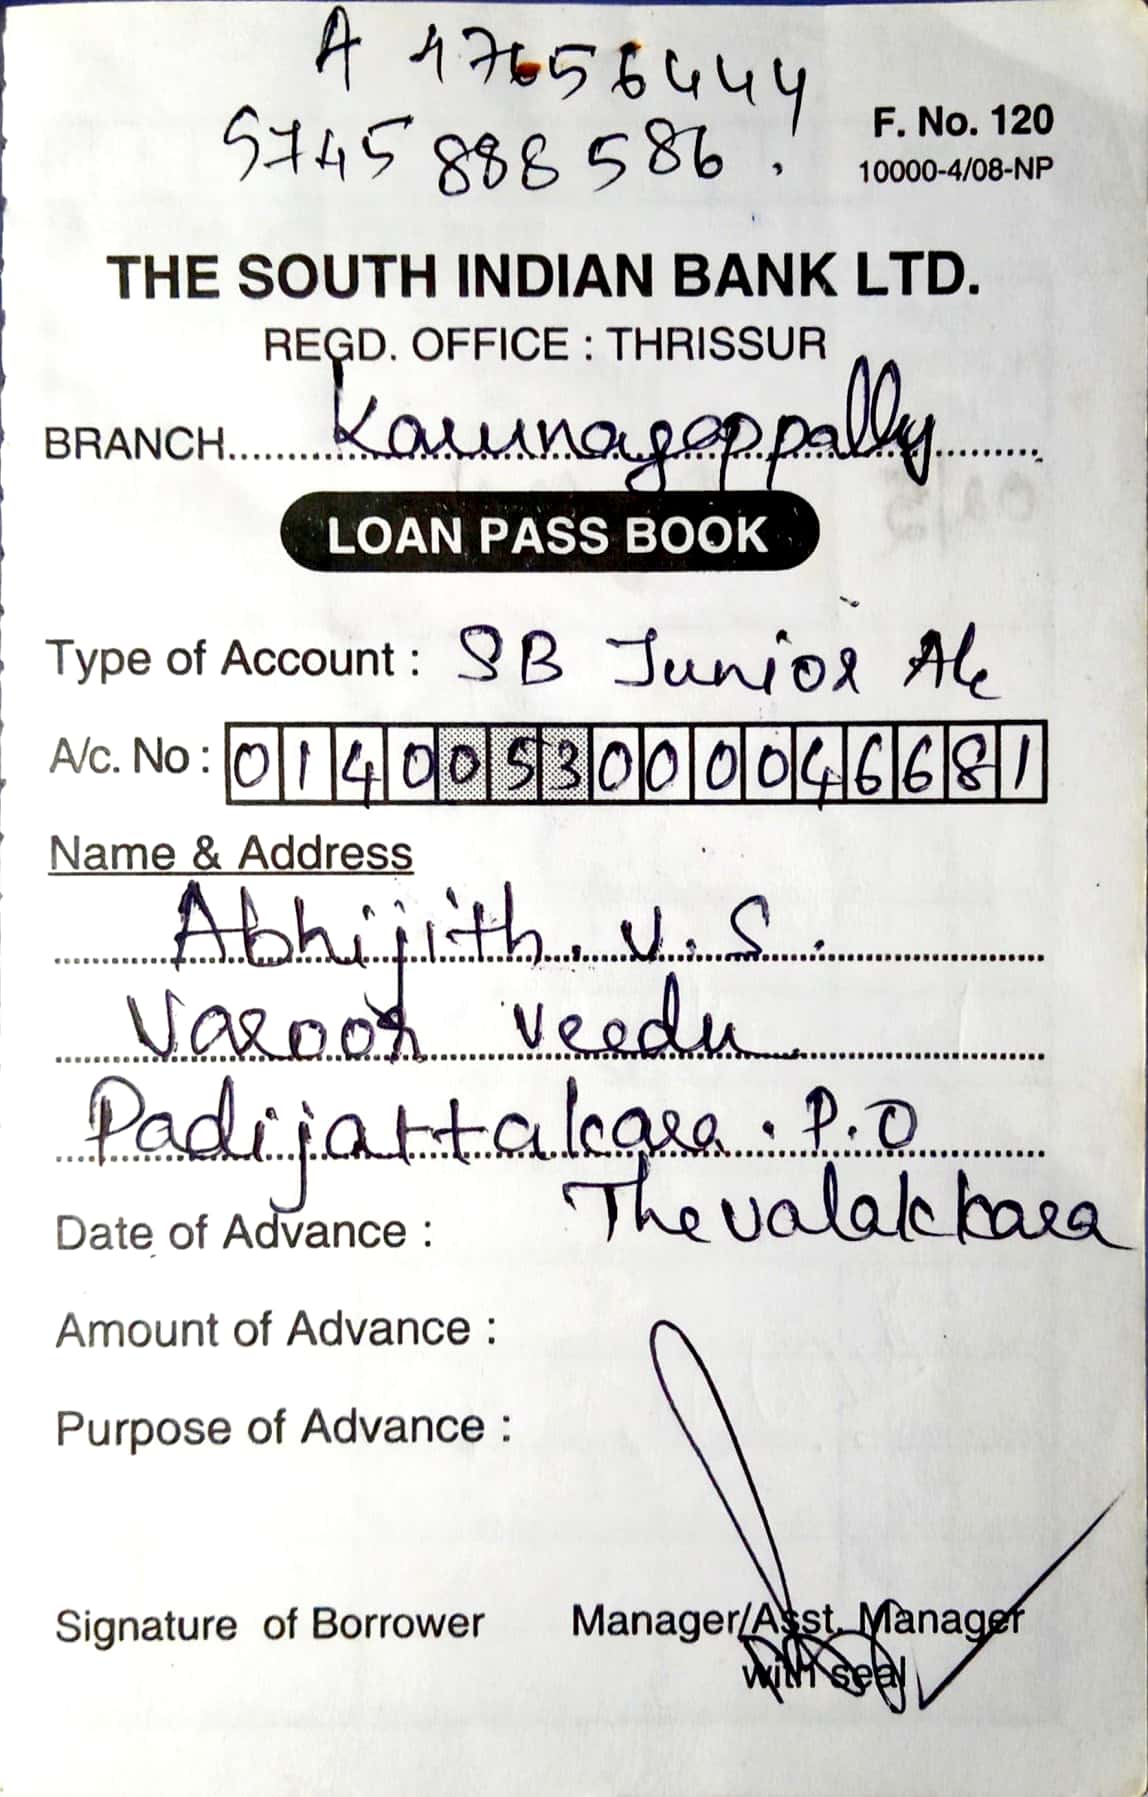 A 47656444
5745 888 586.
F. No. 120
10000-4/08-NP
THE SOUTH INDIAN BANK LTD.
REGD. OFFICE : THRISSUR
BRANCH Karunagappally
LOAN PASS BOOK
Type of Account : SB Junior A/c
A/c. No : 0140053000046681
Name & Address
Abhijith. V. S.
Varoor veedu
Padijattakara. P.O
Thevalakkara
Date of Advance :
Amount of Advance :
Purpose of Advance :
Signature of Borrower Manager/Asst. Manager
with seal